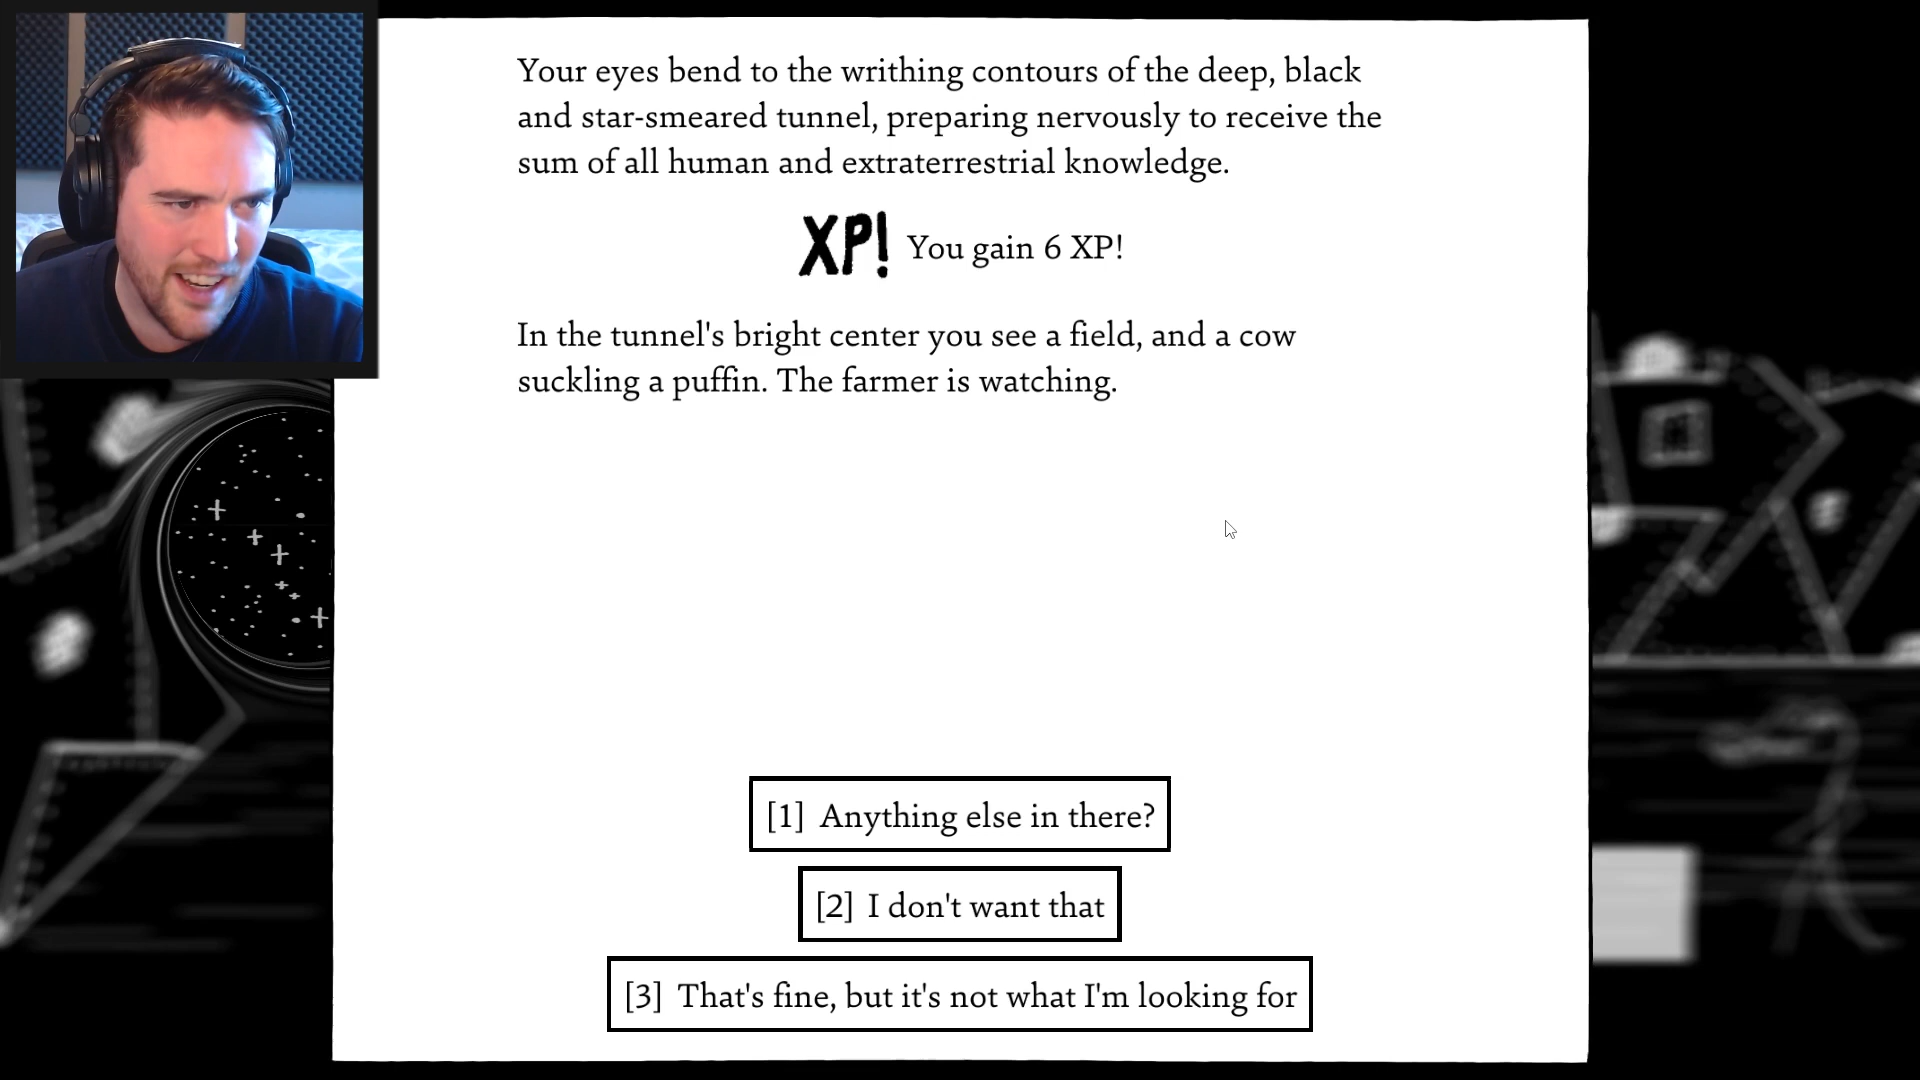 Your eyes bend to the writhing contours of the deep, black
and star-smeared tunnel, preparing nervously to receive the
sum of all human and extraterrestrial knowledge.
XP! You gain 6 XP!
In the tunnel's bright center you see a field, and a cow
suckling a puffin. The farmer is watching.
[1] Anything else in there?
[2] I don't want that
[3] That's fine, but it's not what I'm looking for